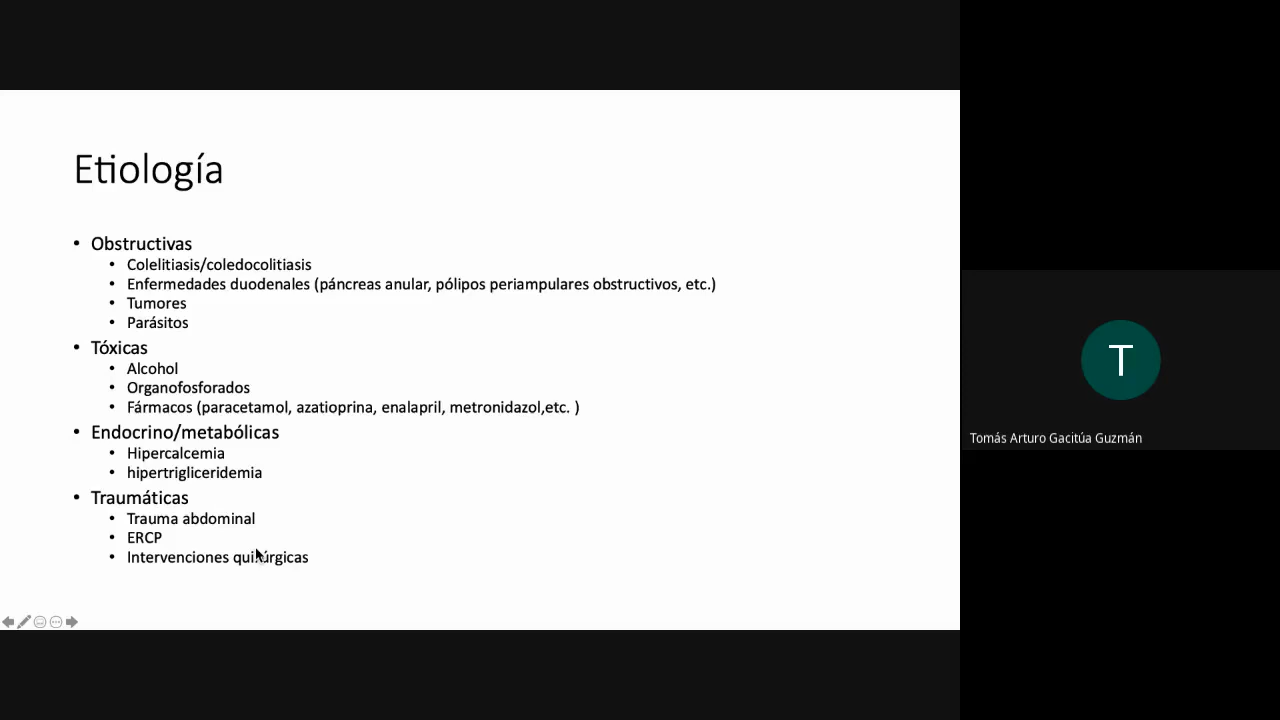 Etiología
• Obstructivas
• Colelitiasis/coledocolitiasis
• Enfermedades duodenales (páncreas anular, pólipos periampulares obstructivos, etc.)
• Tumores
• Parásitos
• Tóxicas
• Alcohol
• Organofosforados
• Fármacos (paracetamol, azatioprina, enalapril, metronidazol,etc. )
• Endocrino/metabólicas
• Hipercalcemia
• hipertrigliceridemia
• Traumáticas
• Trauma abdominal
• ERCP
• Intervenciones quirúrgicas
T
Tomás Arturo Gacitúa Guzmán